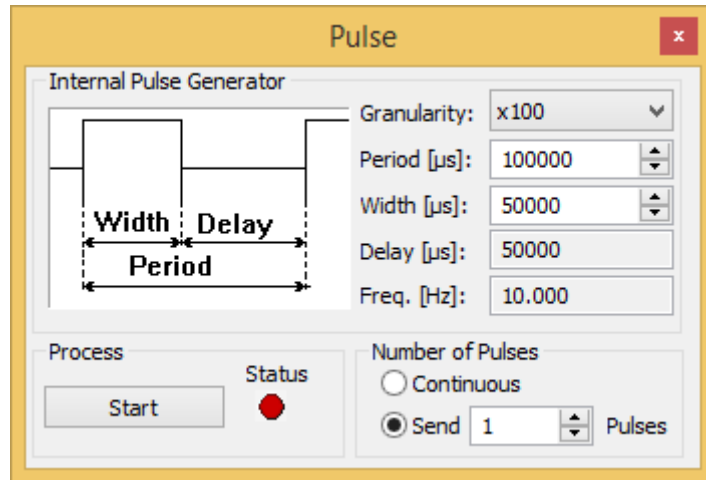 Pulse
x
Internal Pulse Generator
Width
Delay
Period
Granularity: x100
Period [µs]: 100000
Width [µs]: 50000
Delay [µs]: 50000
Freq. [Hz]: 10.000
Process
Start
Status
Number of Pulses
Continuous
Send 1 Pulses